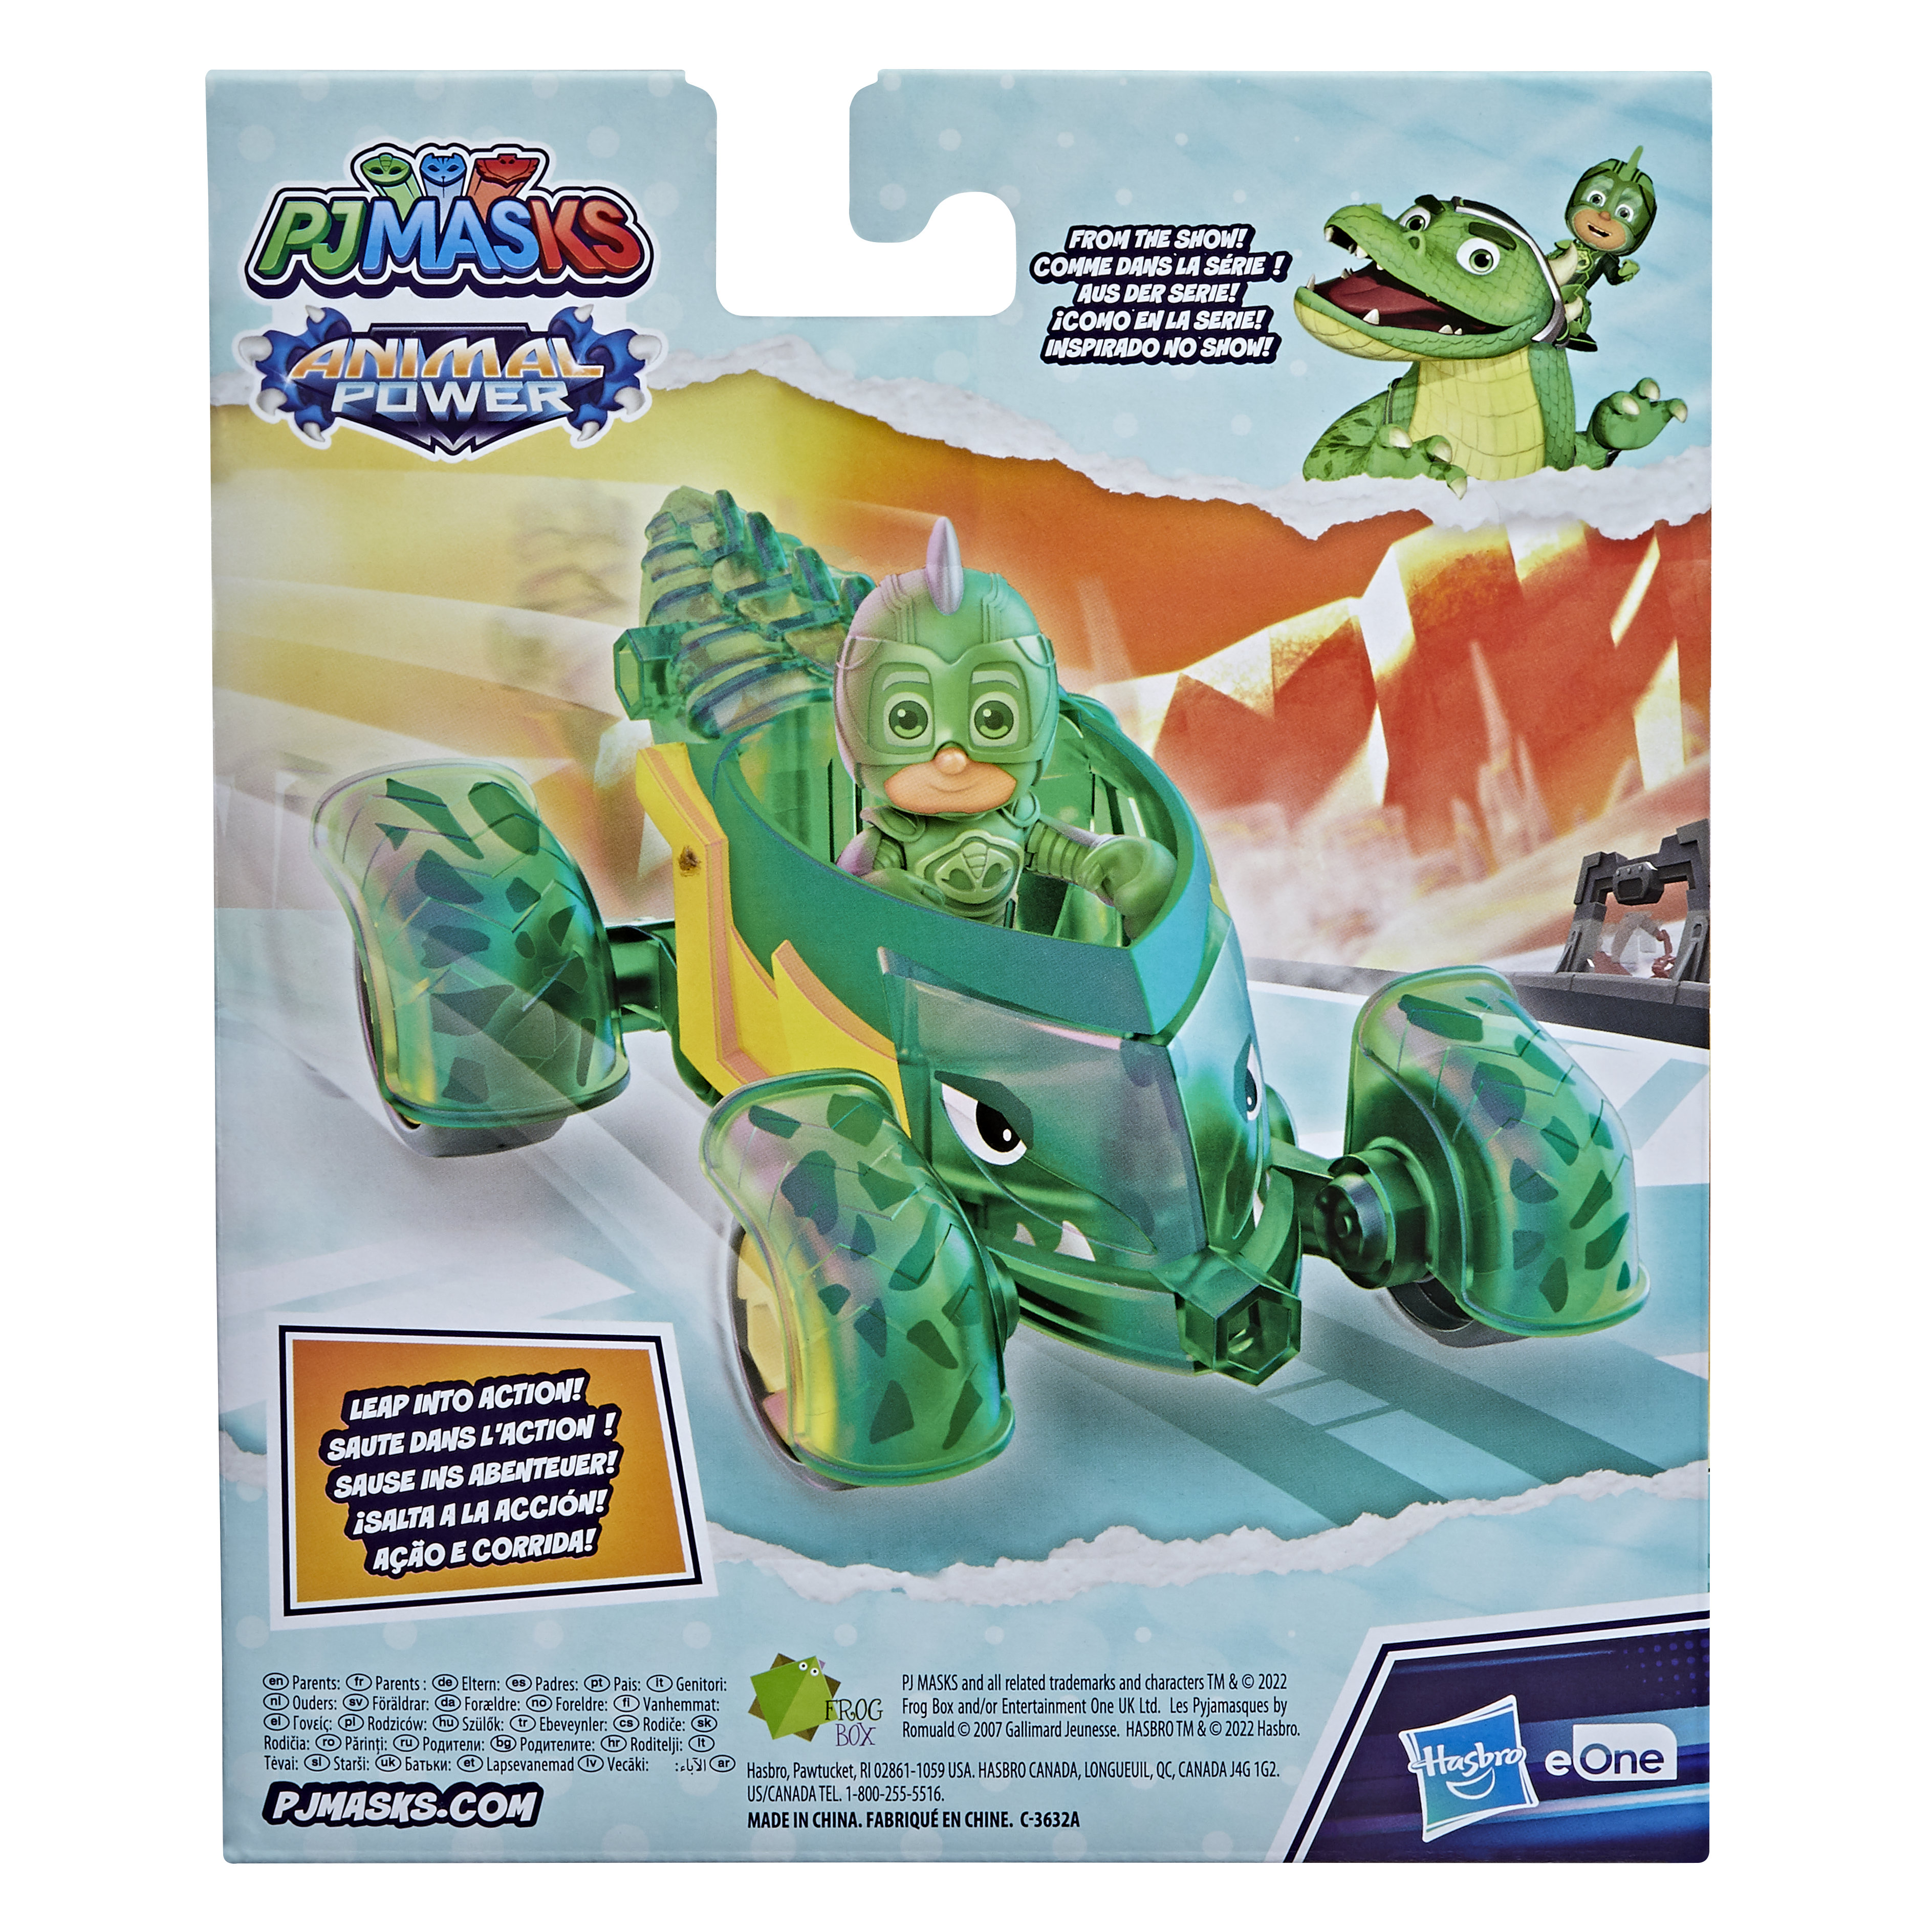 PJMASKS
ANIMAL
POWER
FROM THE SHOW!
COMME DANS LA SÉRIE !
AUS DER SERIE!
¡COMO EN LA SERIE!
INSPIRADO NO SHOW!
LEAP INTO ACTION!
SAUTE DANS L'ACTION !
SAUSE INS ABENTEUER!
¡SALTA A LA ACCIÓN!
AÇÃO E CORRIDA!
en Parents: fr Parents : de Eltern: es Padres: pt Pais: it Genitori:
nl Ouders: sv Föräldrar: da Forældre: no Foreldre: fi Vanhemmat:
el Γονείς: pl Rodziców: hu Szülők: tr Ebeveynler: cs Rodiče: sk
Rodičia: ro Părinţi: ru Родители: bg Родителите: hr Roditelji: lt
Tėvai: sl Starši: uk Батьки: et Lapsevanemad lv Vecāki: ar الآباء:
PJMASKS.COM
FROG
BOX
PJ MASKS and all related trademarks and characters TM & © 2022
Frog Box and/or Entertainment One UK Ltd. Les Pyjamasques by
Romuald © 2007 Gallimard Jeunesse. HASBRO TM & © 2022 Hasbro.
Hasbro, Pawtucket, RI 02861-1059 USA. HASBRO CANADA, LONGUEUIL, QC, CANADA J4G 1G2.
US/CANADA TEL. 1-800-255-5516.
MADE IN CHINA. FABRIQUÉ EN CHINE. C-3632A
Hasbro
eOne